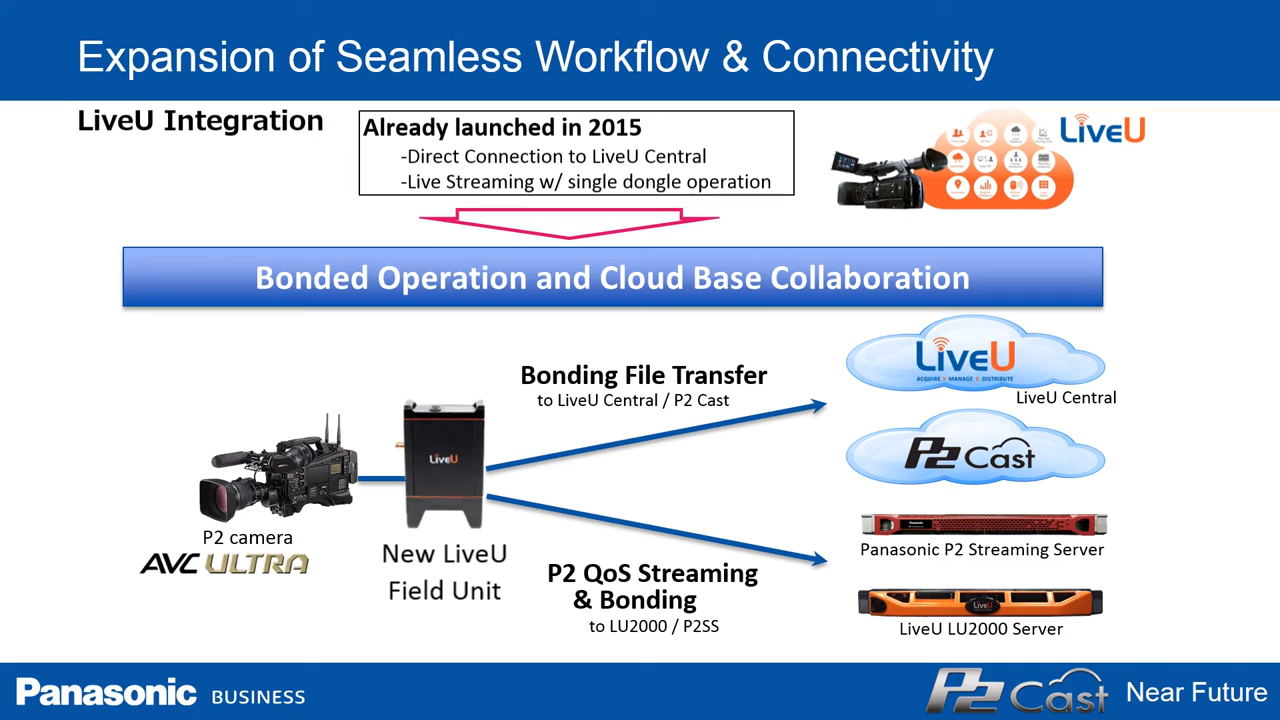 Expansion of Seamless Workflow & Connectivity
LiveU Integration
Already launched in 2015
-Direct Connection to LiveU Central
-Live Streaming w/ single dongle operation
LiveU
Bonded Operation and Cloud Base Collaboration
Bonding File Transfer
to LiveU Central / P2 Cast
LiveU
ACQUIRE ▸ MANAGE ▸ DISTRIBUTE
LiveU Central
P2 Cast
LiveU
P2 camera
AVC ULTRA
New LiveU
Field Unit
P2 QoS Streaming
& Bonding
to LU2000 / P2SS
Panasonic
Panasonic P2 Streaming Server
LiveU
LiveU LU2000 Server
Panasonic BUSINESS
P2 Cast Near Future